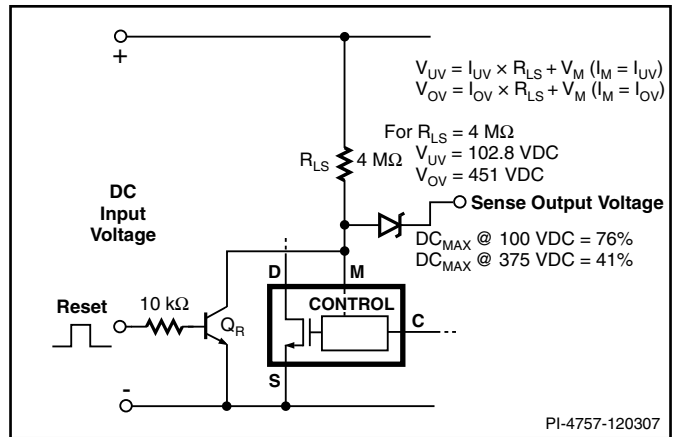 +
V_UV = I_UV × R_LS + V_M (I_M = I_UV)
V_OV = I_OV × R_LS + V_M (I_M = I_OV)
For R_LS = 4 MΩ
V_UV = 102.8 VDC
V_OV = 451 VDC
R_LS
4 MΩ
DC
Input
Voltage
Sense Output Voltage
DC_MAX @ 100 VDC = 76%
DC_MAX @ 375 VDC = 41%
D
M
CONTROL
C
Reset
10 kΩ
Q_R
S
-
PI-4757-120307